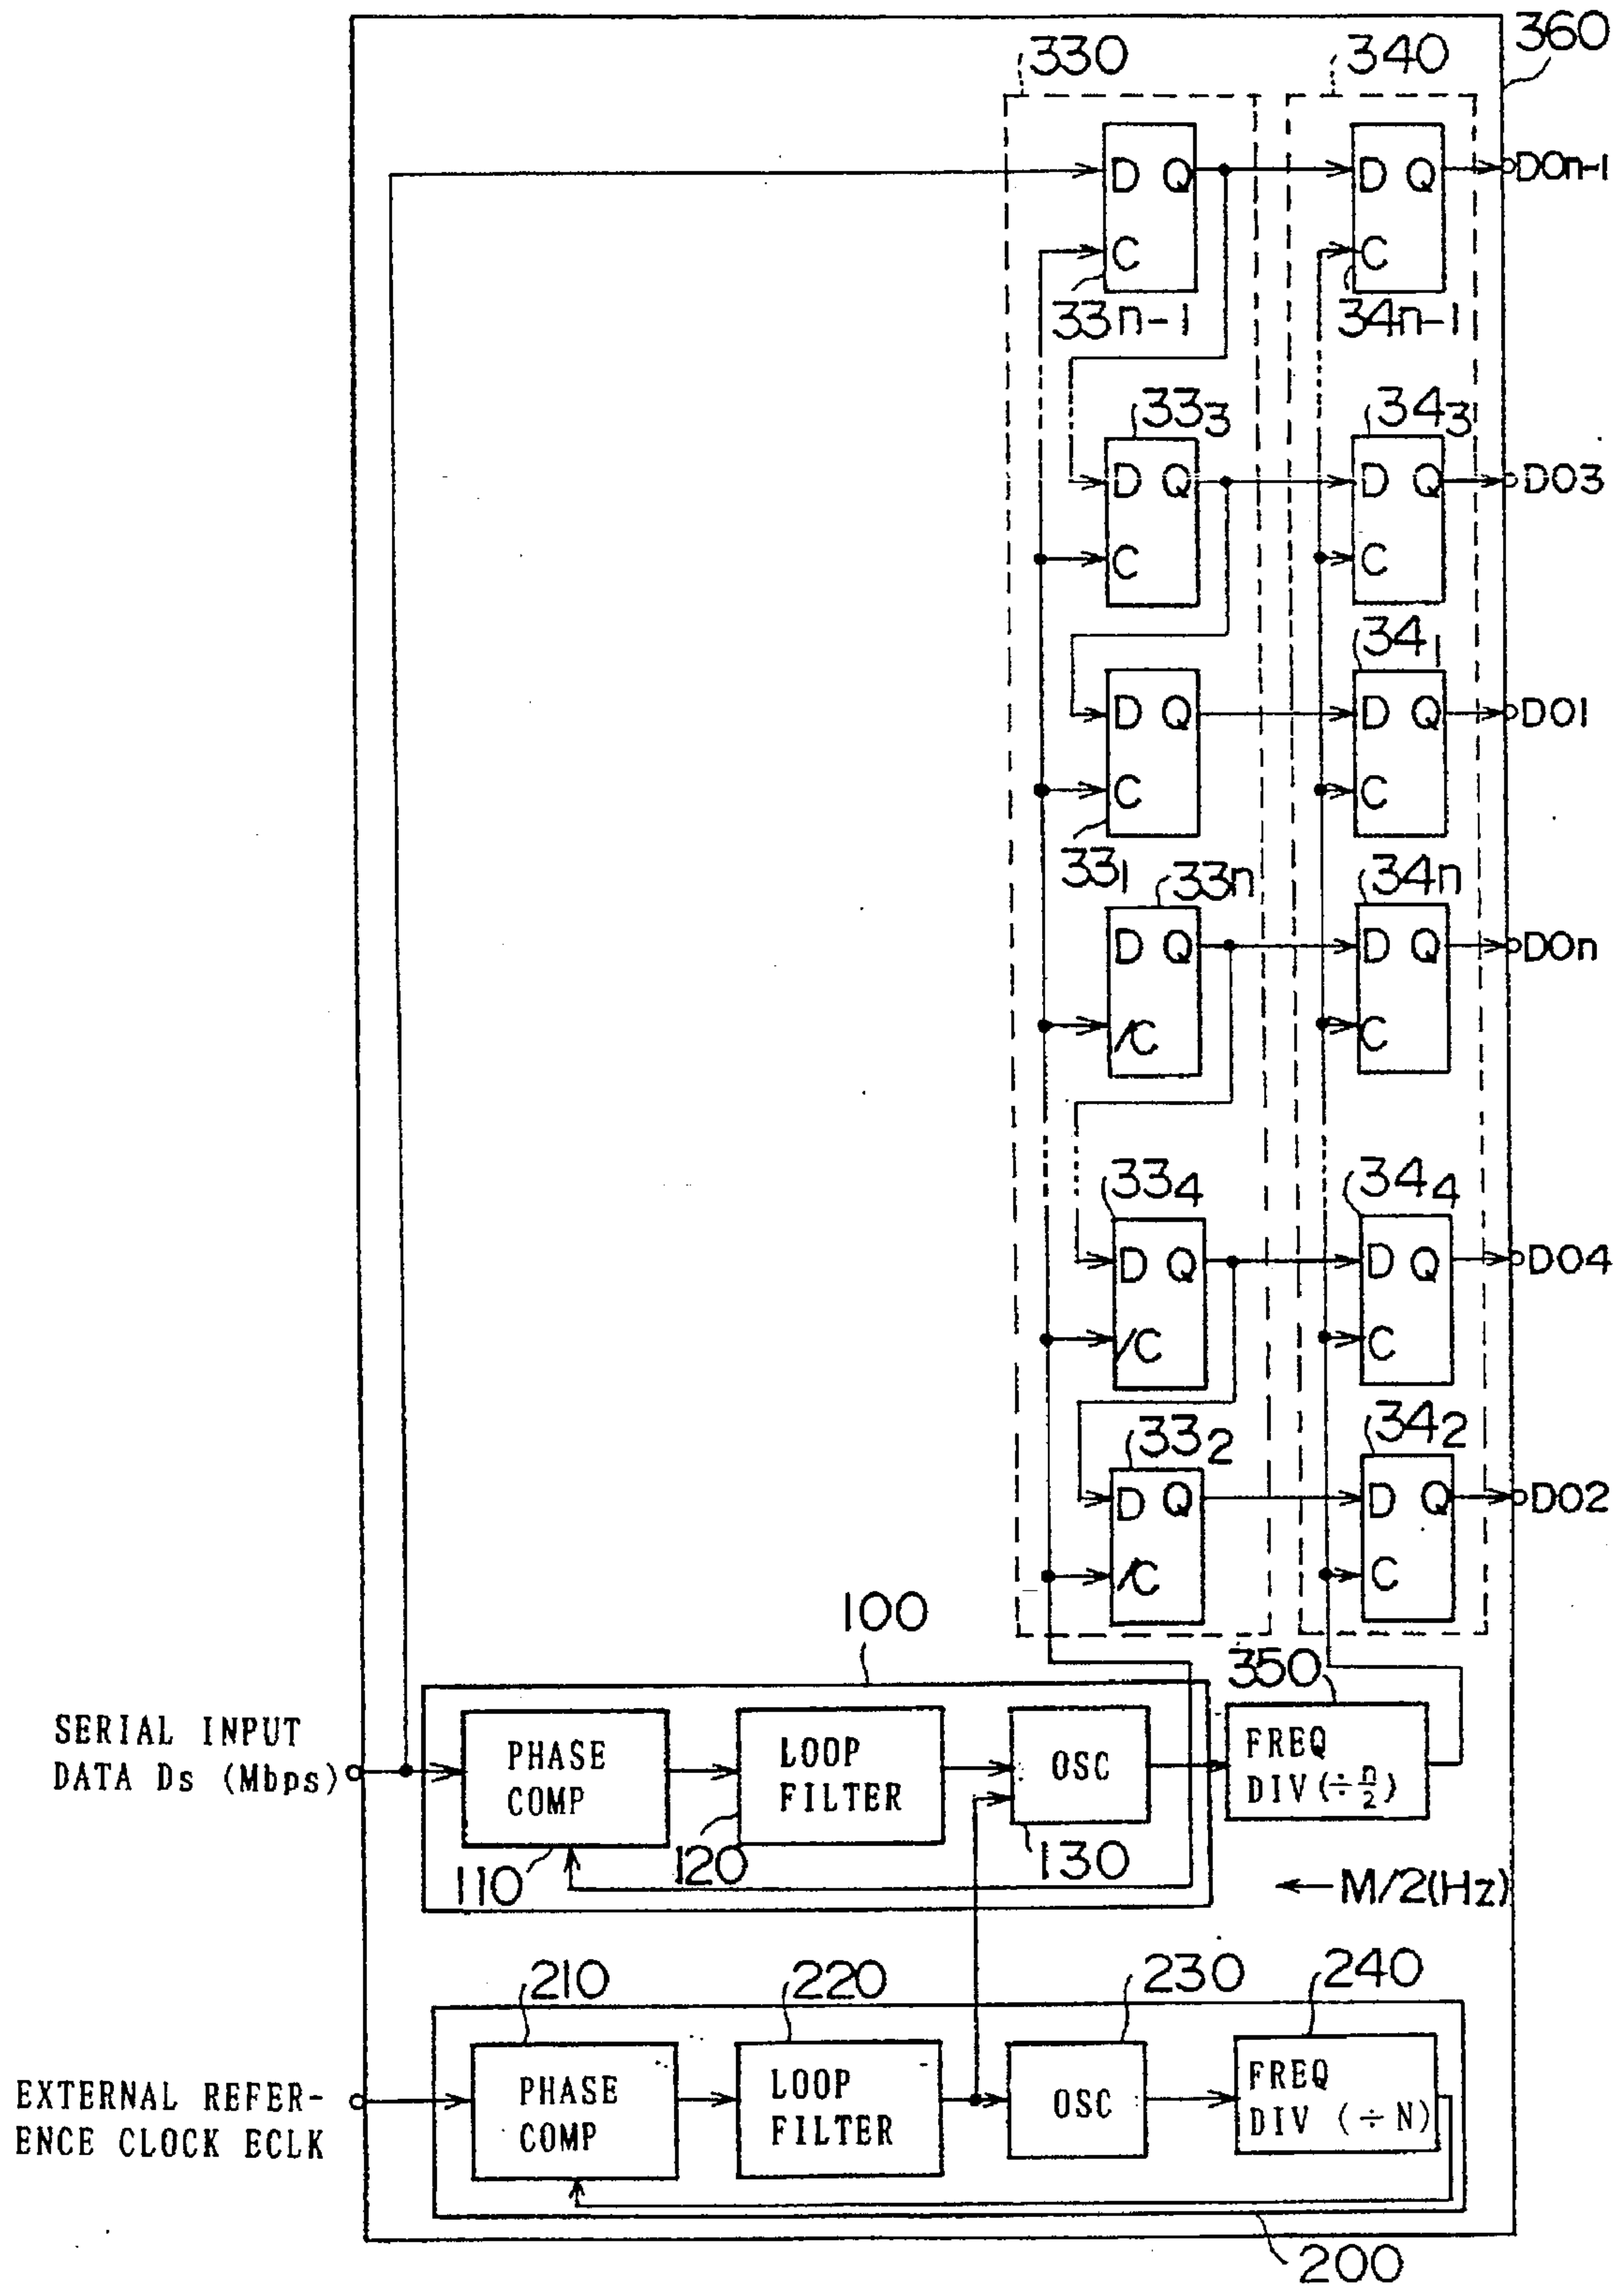 360
330
340
D Q
D Q
DOn-1
C
C
33n-1
34n-1
33₃
34₃
D Q
D Q
DO3
C
C
34₁
D Q
D Q
DO1
C
C
33₁
33n
34n
D Q
D Q
DOn
/C
C
33₄
34₄
D Q
D Q
DO4
/C
C
33₂
34₂
D Q
D Q
DO2
/C
C
100
350
SERIAL INPUT
DATA Ds (Mbps)
PHASE
COMP
LOOP
FILTER
OSC
FREQ
DIV (÷ n/2)
110
120
130
← M/2(Hz)
210
220
230
240
EXTERNAL REFER-
ENCE CLOCK ECLK
PHASE
COMP
LOOP
FILTER
OSC
FREQ
DIV (÷ N)
200